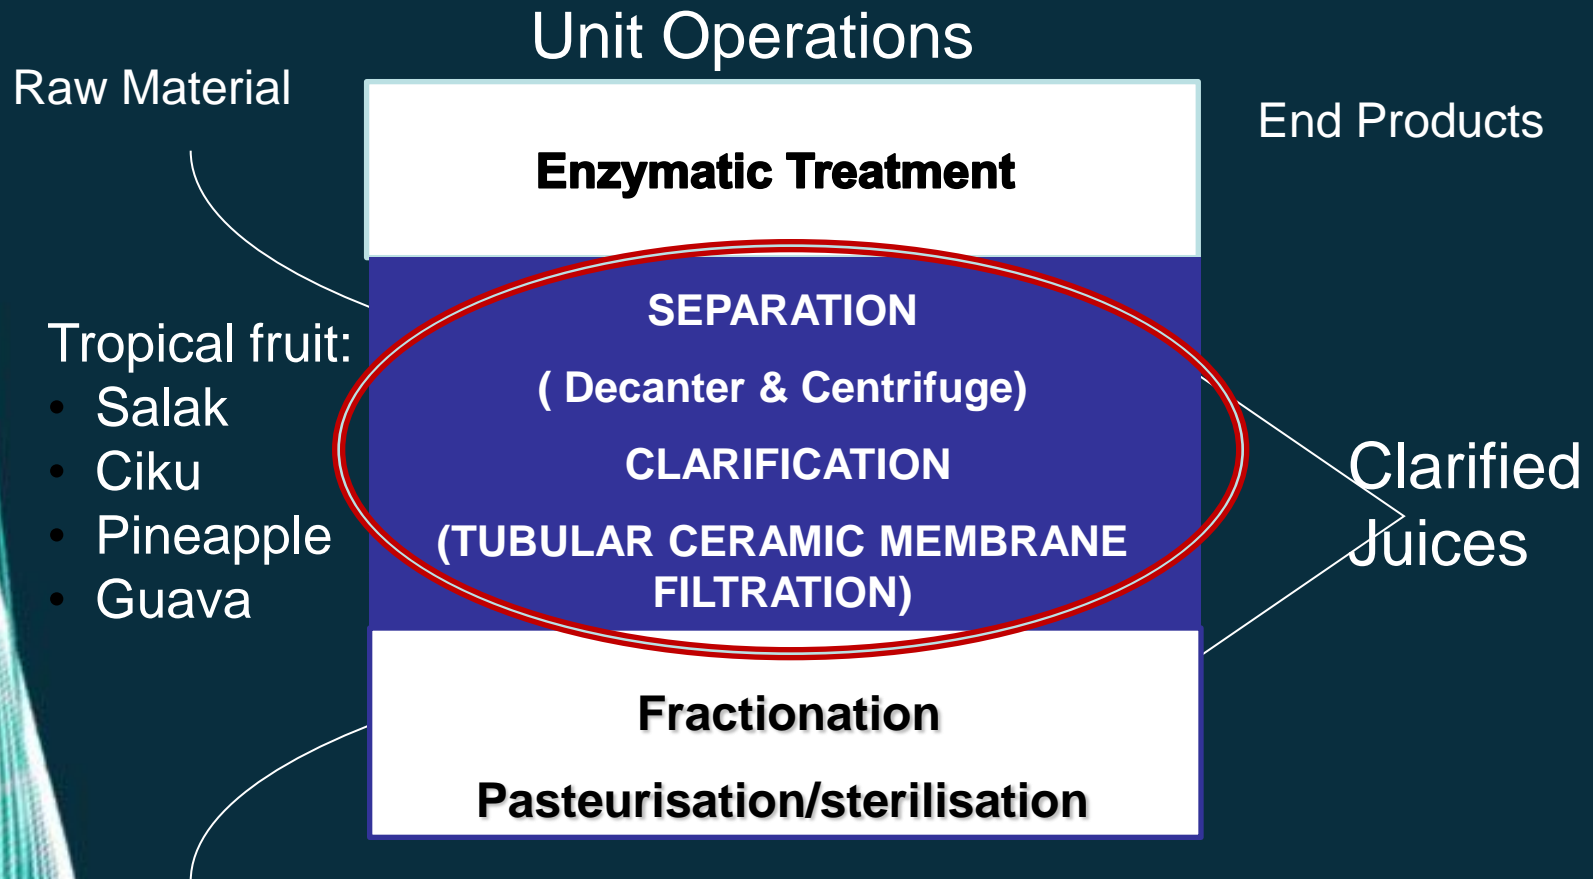 Unit Operations
Raw Material
End Products
Enzymatic Treatment
SEPARATION
( Decanter & Centrifuge)
CLARIFICATION
(TUBULAR CERAMIC MEMBRANE
FILTRATION)
Fractionation
Pasteurisation/sterilisation
Tropical fruit:
• Salak
• Ciku
• Pineapple
• Guava
Clarified
Juices